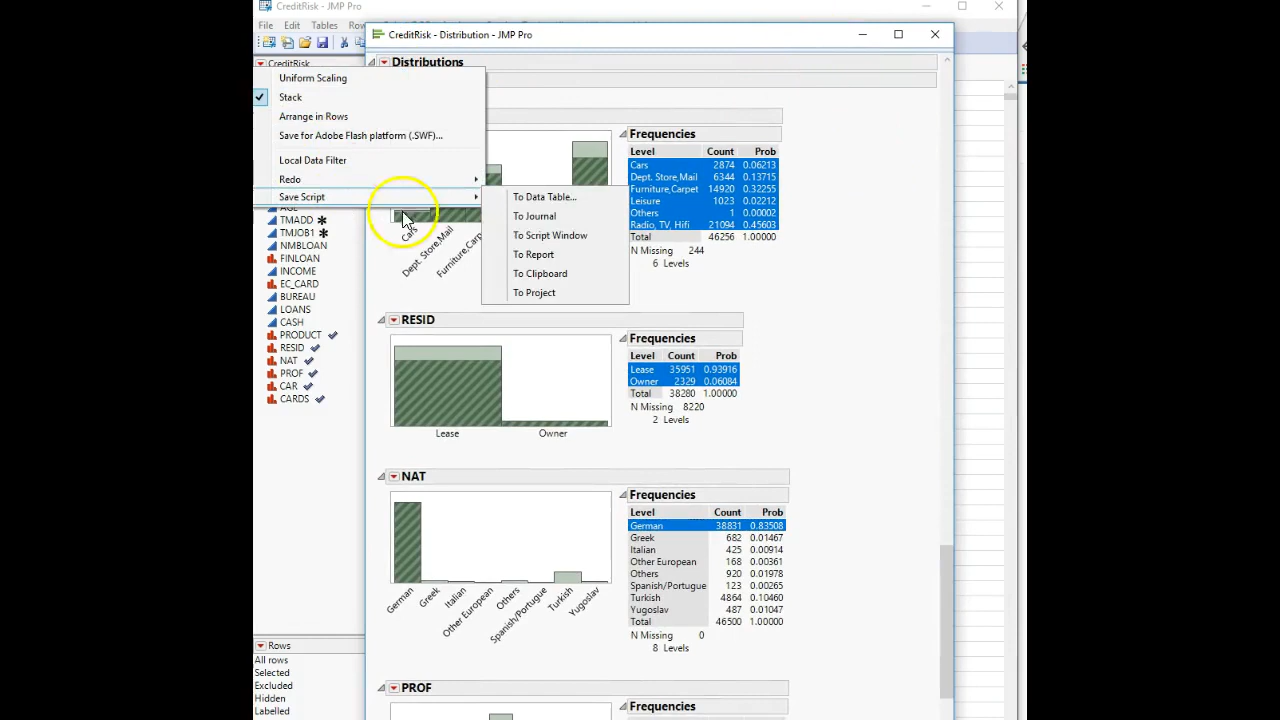 CreditRisk - JMP Pro
File Edit Tables Row
CreditRisk - Distribution - JMP Pro
CreditRisk
Distributions
Uniform Scaling
Stack
Arrange in Rows
Save for Adobe Flash platform (.SWF)...
Local Data Filter
Redo
Save Script
To Data Table...
To Journal
To Script Window
To Report
To Clipboard
To Project
AGE
TMADD
TMJOB1
NMBLOAN
FINLOAN
INCOME
EC_CARD
BUREAU
LOANS
CASH
PRODUCT
RESID
NAT
PROF
CAR
CARDS
Rows
All rows
Selected
Excluded
Hidden
Labelled
Cars
Dept. Store,Mail
Furniture,Carp
Frequencies
Level Count Prob
Cars 2874 0.06213
Dept. Store,Mail 6344 0.13715
Furniture,Carpet 14920 0.32255
Leisure 1023 0.02212
Others 1 0.00002
Radio, TV, Hifi 21094 0.45603
Total 46256 1.00000
N Missing 244
6 Levels
RESID
Lease
Owner
Frequencies
Level Count Prob
Lease 35951 0.93916
Owner 2329 0.06084
Total 38280 1.00000
N Missing 8220
2 Levels
NAT
German
Greek
Italian
Other European
Others
Spanish/Portugue
Turkish
Yugoslav
Frequencies
Level Count Prob
German 38831 0.83508
Greek 682 0.01467
Italian 425 0.00914
Other European 168 0.00361
Others 920 0.01978
Spanish/Portugue 123 0.00265
Turkish 4864 0.10460
Yugoslav 487 0.01047
Total 46500 1.00000
N Missing 0
8 Levels
PROF
Frequencies